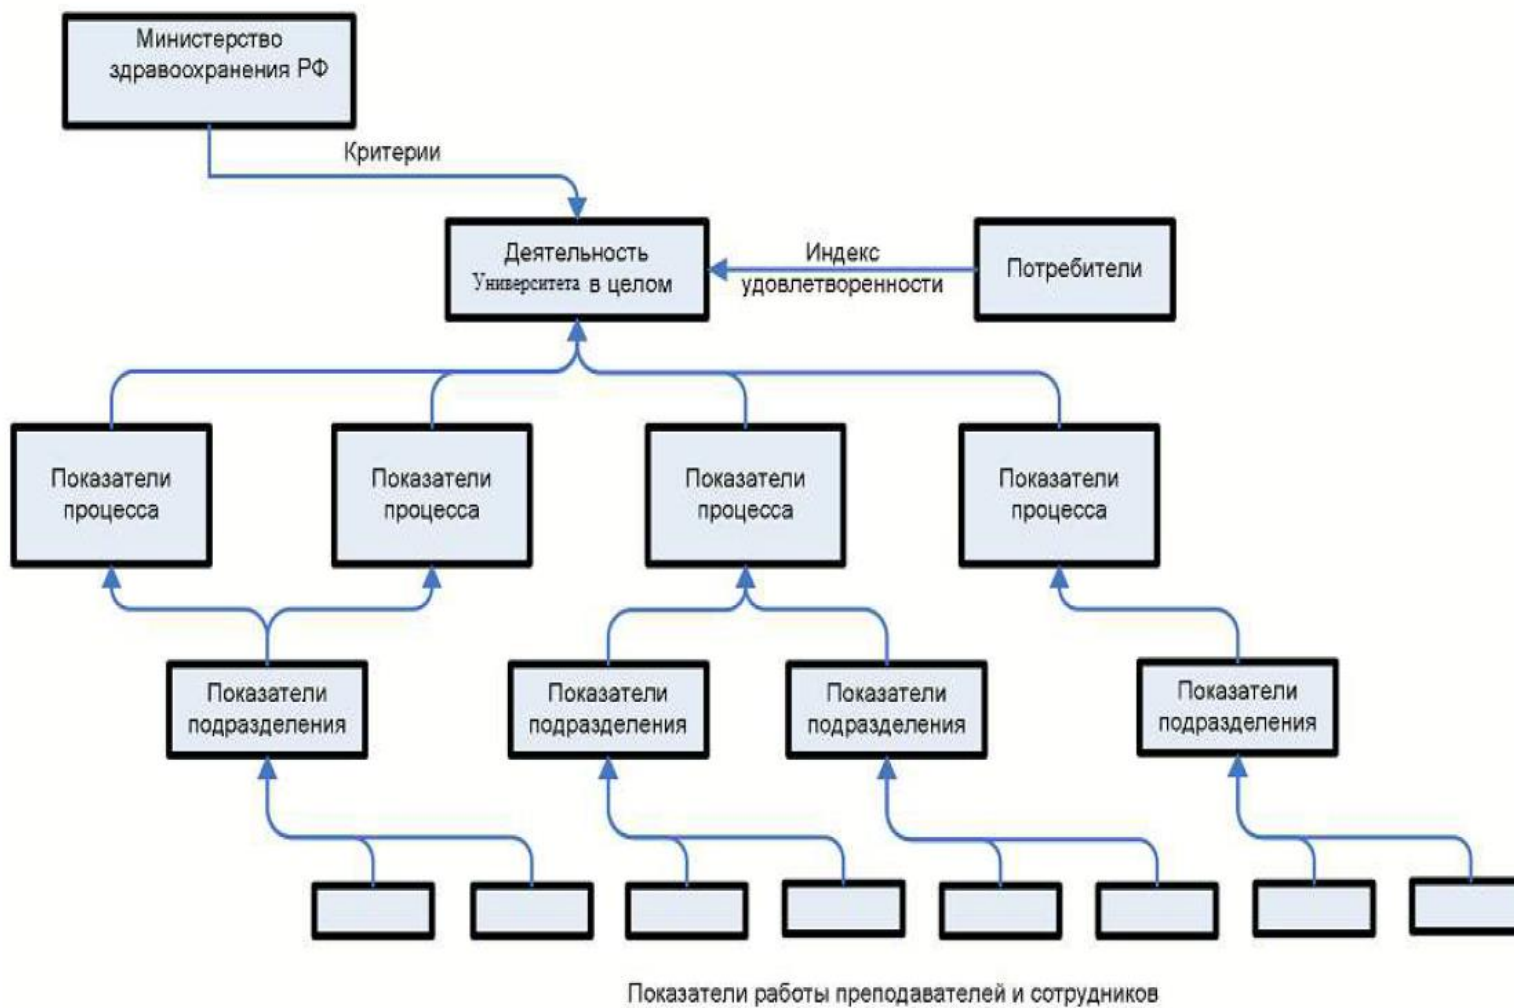 Министерство
здравоохранения РФ
Критерии
Деятельность
Университета в целом
Индекс
удовлетворенности
Потребители
Показатели
процесса
Показатели
процесса
Показатели
процесса
Показатели
процесса
Показатели
подразделения
Показатели
подразделения
Показатели
подразделения
Показатели
подразделения
Показатели работы преподавателей и сотрудников